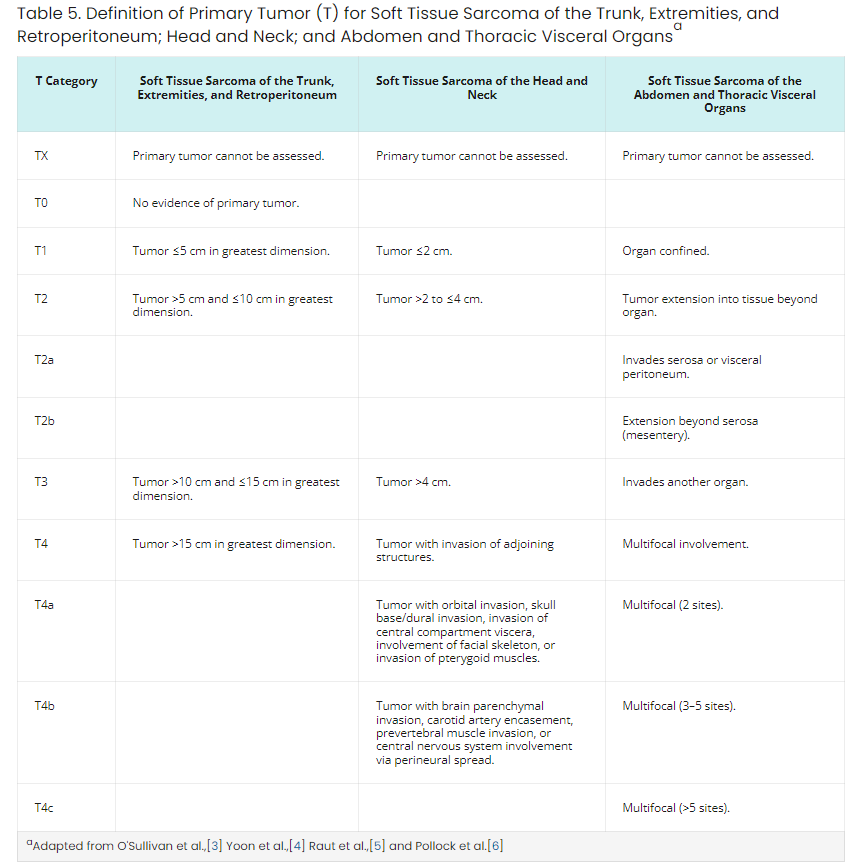 Table 5. Definition of Primary Tumor (T) for Soft Tissue Sarcoma of the Trunk, Extremities, and
Retroperitoneum; Head and Neck; and Abdomen and Thoracic Visceral Organsa
T Category
Soft Tissue Sarcoma of the Trunk,
Extremities, and Retroperitoneum
Soft Tissue Sarcoma of the Head and
Neck
Soft Tissue Sarcoma of the
Abdomen and Thoracic Visceral
Organs
TX
Primary tumor cannot be assessed.
Primary tumor cannot be assessed.
Primary tumor cannot be assessed.
T0
No evidence of primary tumor.
T1
Tumor ≤5 cm in greatest dimension.
Tumor ≤2 cm.
Organ confined.
T2
Tumor >5 cm and ≤10 cm in greatest
dimension.
Tumor >2 to ≤4 cm.
Tumor extension into tissue beyond
organ.
T2a
Invades serosa or visceral
peritoneum.
T2b
Extension beyond serosa
(mesentery).
T3
Tumor >10 cm and ≤15 cm in greatest
dimension.
Tumor >4 cm.
Invades another organ.
T4
Tumor >15 cm in greatest dimension.
Tumor with invasion of adjoining
structures.
Multifocal involvement.
T4a
Tumor with orbital invasion, skull
base/dural invasion, invasion of
central compartment viscera,
involvement of facial skeleton, or
invasion of pterygoid muscles.
Multifocal (2 sites).
T4b
Tumor with brain parenchymal
invasion, carotid artery encasement,
prevertebral muscle invasion, or
central nervous system involvement
via perineural spread.
Multifocal (3–5 sites).
T4c
Multifocal (>5 sites).
aAdapted from O'Sullivan et al.,[3] Yoon et al.,[4] Raut et al.,[5] and Pollock et al.[6]